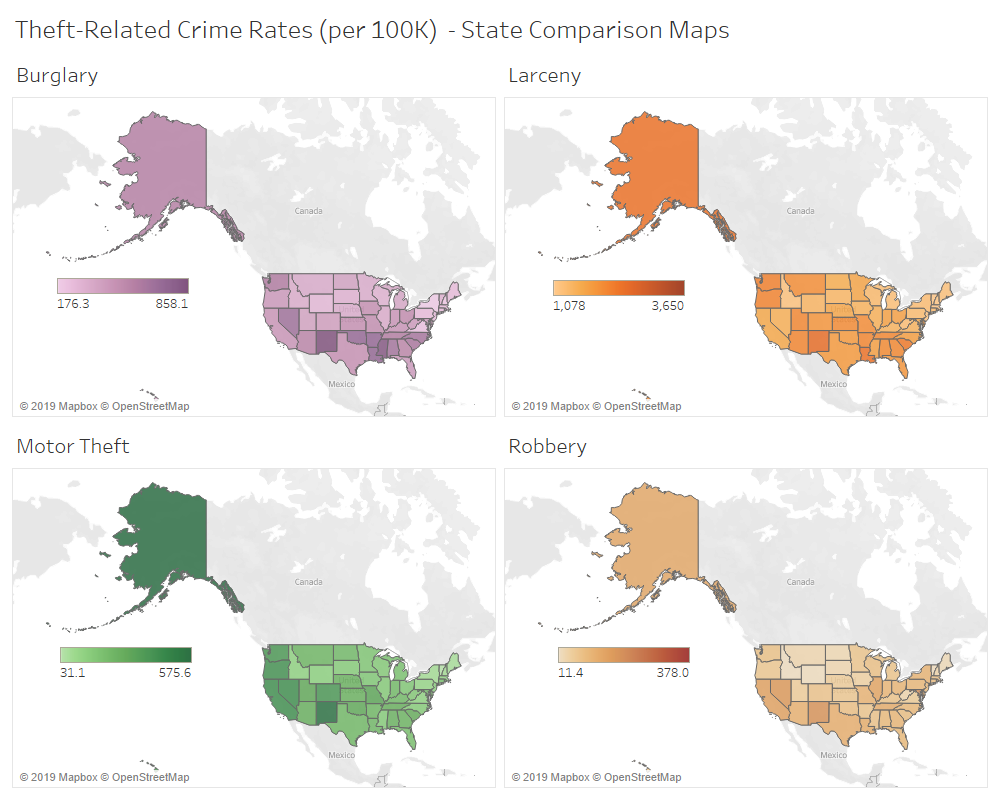 Theft-Related Crime Rates (per 100K) - State Comparison Maps
Burglary
Canada
176.3 858.1
Mexico
© 2019 Mapbox © OpenStreetMap
Larceny
Canada
1,078 3,650
Mexico
© 2019 Mapbox © OpenStreetMap
Motor Theft
Canada
31.1 575.6
Mexico
© 2019 Mapbox © OpenStreetMap
Robbery
Canada
11.4 378.0
Mexico
© 2019 Mapbox © OpenStreetMap